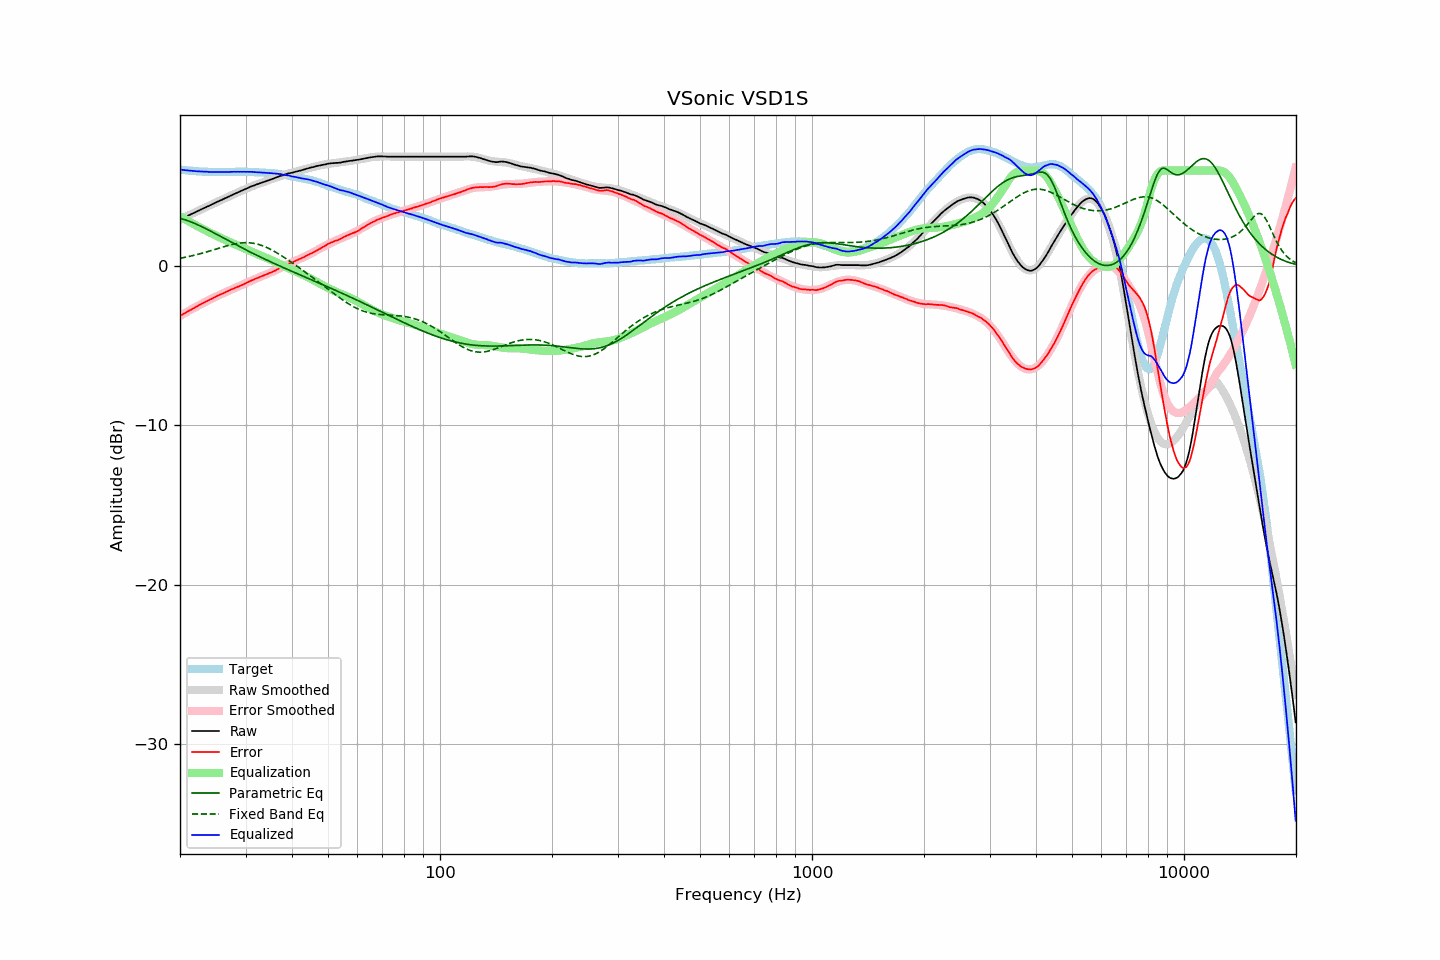 VSonic VSD1S
0
−10
−20
−30
Amplitude (dBr)
Target
Raw Smoothed
Error Smoothed
Raw
Error
Equalization
Parametric Eq
Fixed Band Eq
Equalized
100
1000
10000
Frequency (Hz)